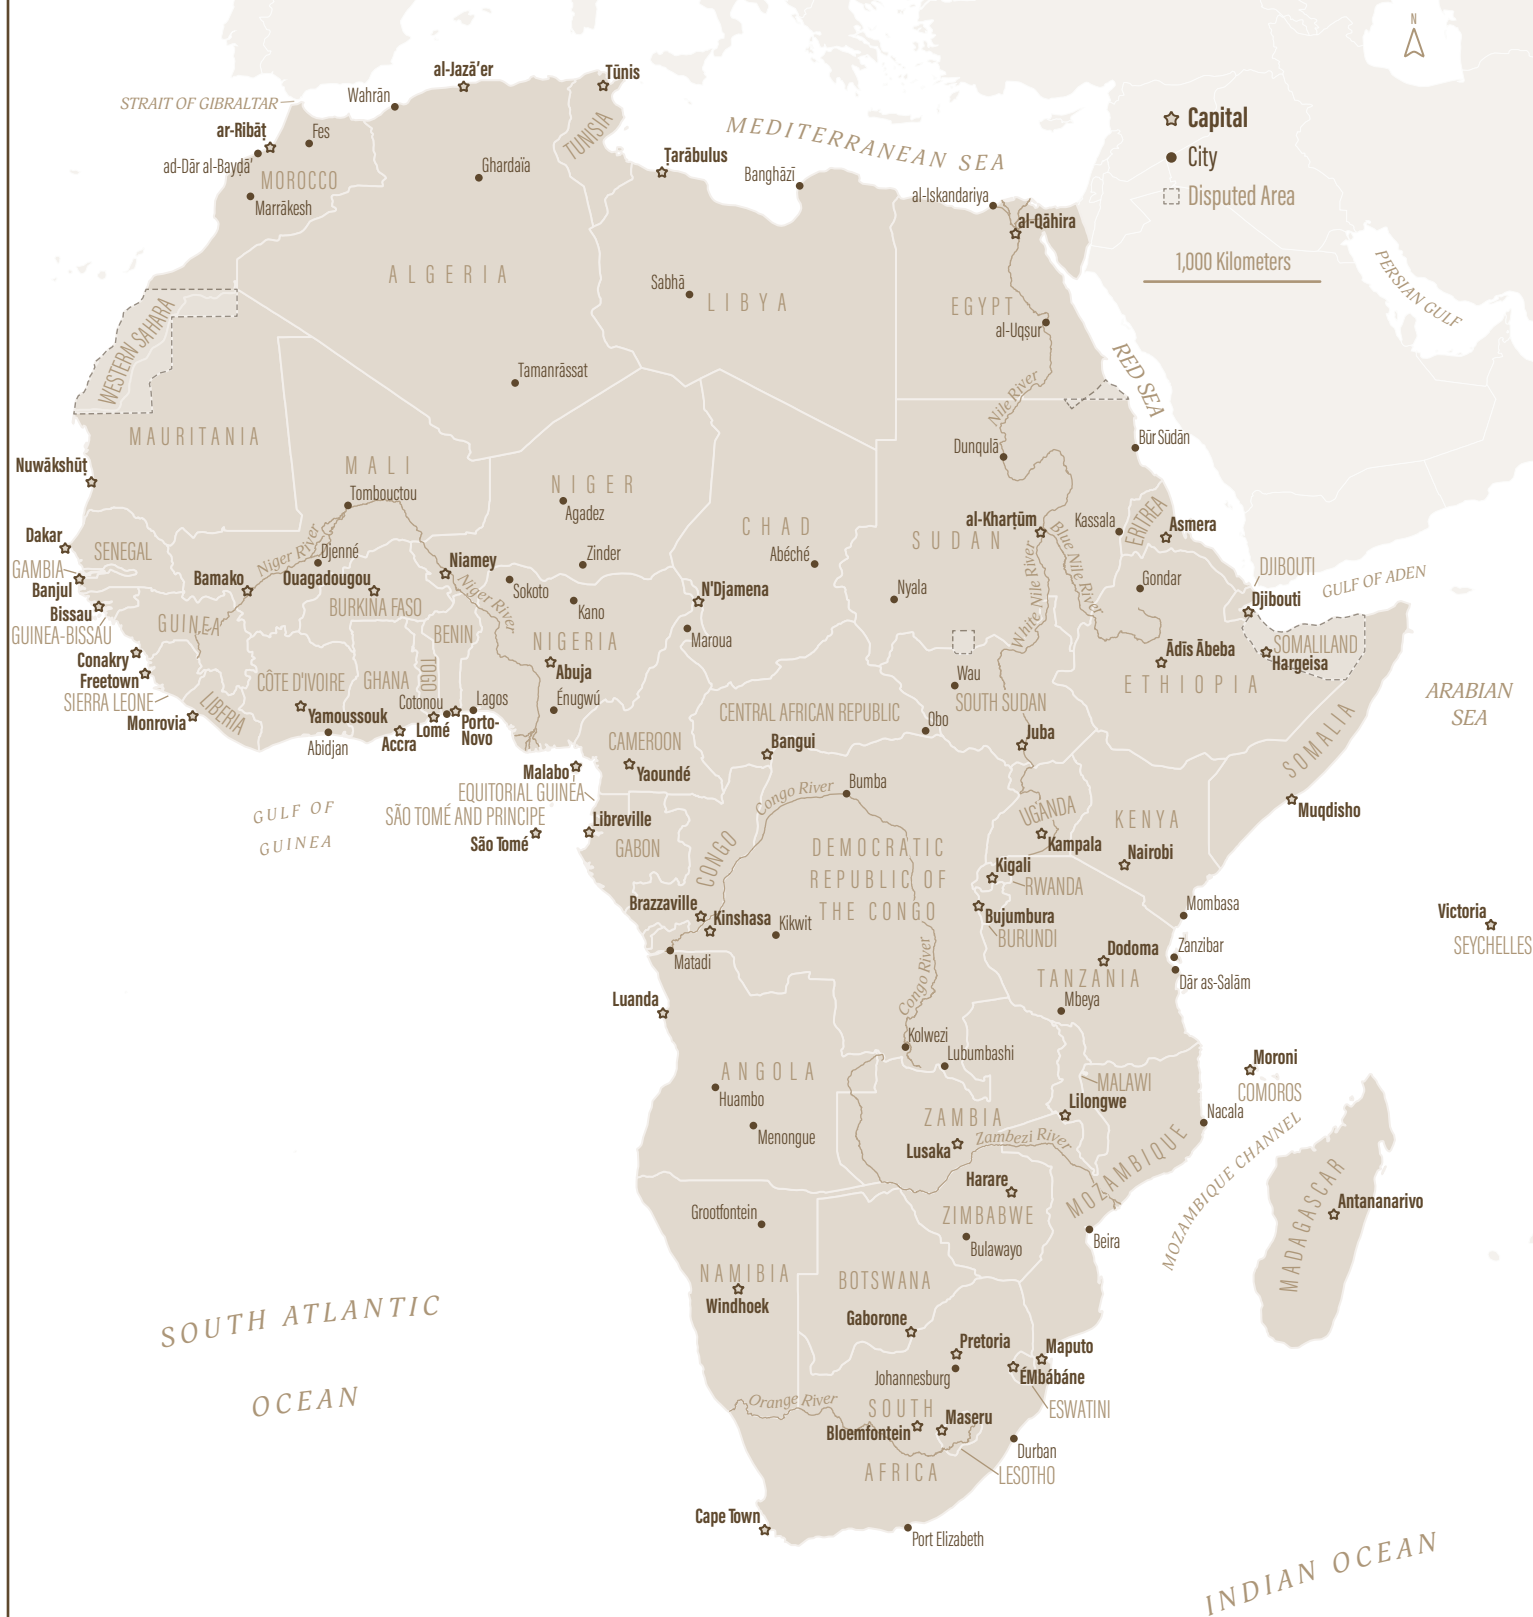 N
al-Jazā'er
Tūnis
Wahrān
STRAIT OF GIBRALTAR
Capital
MEDITERRANEAN SEA
ar-Ribāṭ
Fes
TUNISIA
City
Ṭarābulus
ad-Dār al-Bayḍā'
Ghardaïa
Banghāzī
MOROCCO
al-Iskandariya
Disputed Area
Marrākesh
al-Qāhira
1,000 Kilometers
PERSIAN GULF
ALGERIA
Sabhā
LIBYA
EGYPT
al-Uqṣur
WESTERN SAHARA
RED SEA
Tamanrāssat
Nile River
MAURITANIA
Dunqulā
Būr Sūdān
Nuwākshūṭ
MALI
NIGER
Tombouctou
Agadez
CHAD
al-Kharṭūm
Kassala
ERITREA
Asmera
Dakar
SENEGAL
Niger River
Djenné
Zinder
Abéché
SUDAN
Blue Nile River
GAMBIA
Niamey
DJIBOUTI
Banjul
Bamako
Ouagadougou
Niger River
Sokoto
N'Djamena
Nyala
White Nile River
Gondar
GULF OF ADEN
Bissau
BURKINA FASO
Kano
Djibouti
GUINEA-BISSAU
GUINEA
BENIN
NIGERIA
Maroua
SOMALILAND
Conakry
Abuja
Wau
Ādīs Ābeba
Hargeisa
Freetown
CÔTE D'IVOIRE
GHANA
TOGO
ETHIOPIA
SIERRA LEONE
LIBERIA
Cotonou
Lagos
Énugwú
SOUTH SUDAN
ARABIAN
SEA
Monrovia
Yamoussouk
Lomé
Porto-
Novo
CENTRAL AFRICAN REPUBLIC
Obo
Abidjan
Accra
CAMEROON
Bangui
Juba
SOMALIA
Malabo
Yaoundé
EQUITORIAL GUINEA
Congo River
Bumba
GULF OF
GUINEA
SÃO TOMÉ AND PRINCIPE
Libreville
UGANDA
KENYA
Muqdisho
São Tomé
GABON
CONGO
DEMOCRATIC
REPUBLIC OF
THE CONGO
Kampala
Nairobi
Kigali
RWANDA
Brazzaville
Kinshasa
Kikwit
Bujumbura
BURUNDI
Mombasa
Victoria
SEYCHELLES
Matadi
Congo River
Dodoma
Zanzibar
TANZANIA
Dār as-Salām
Luanda
Mbeya
Kolwezi
Lubumbashi
Moroni
COMOROS
ANGOLA
MALAWI
Huambo
Lilongwe
Nacala
Menongue
ZAMBIA
Zambezi River
Lusaka
MOZAMBIQUE
MOZAMBIQUE CHANNEL
Harare
MADAGASCAR
Antananarivo
Grootfontein
ZIMBABWE
Bulawayo
Beira
NAMIBIA
BOTSWANA
Windhoek
SOUTH ATLANTIC
OCEAN
Gaborone
Pretoria
Maputo
Johannesburg
ÉMbábáne
Orange River
SOUTH
AFRICA
ESWATINI
Maseru
Bloemfontein
Durban
LESOTHO
Cape Town
Port Elizabeth
INDIAN OCEAN